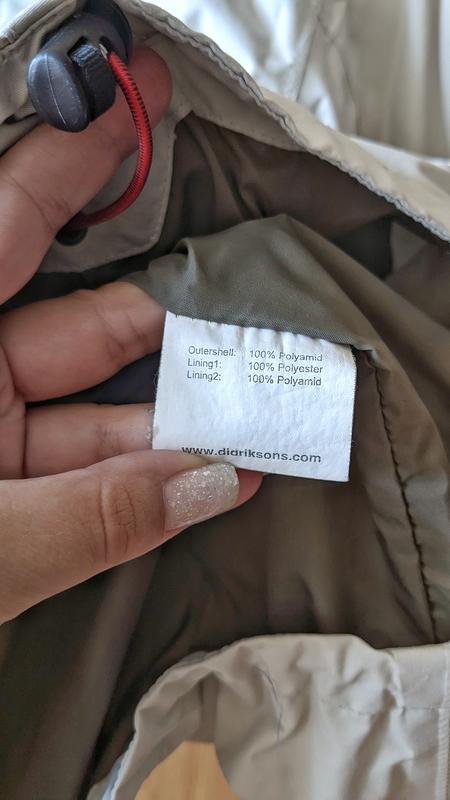 Outershell: 100% Polyamid
Lining1: 100% Polyester
Lining2: 100% Polyamid
www.didriksons.com